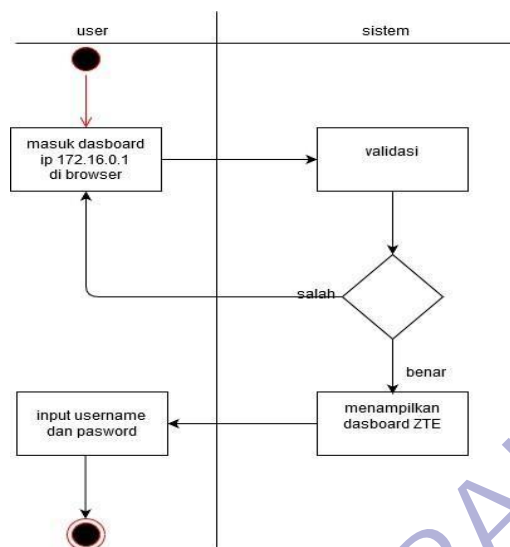 user
sistem
masuk dasboard
ip 172.16.0.1
di browser
validasi
salah
benar
menampilkan
dasboard ZTE
input username
dan pasword